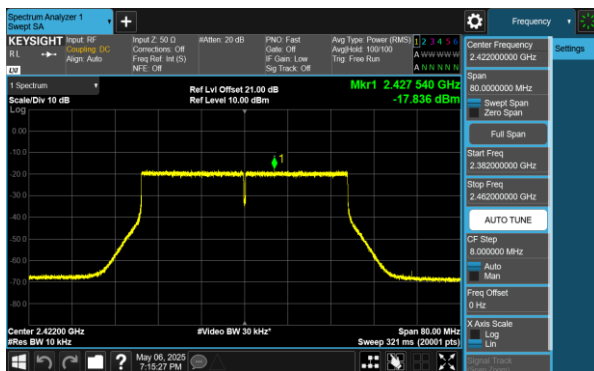 Spectrum Analyzer 1
Swept SA
Frequency
KEYSIGHT
RL
Input: RF
Coupling: DC
Align: Auto
Input Z: 50 Ω
Corrections: Off
Freq Ref: Int (S)
NFE: Off
#Atten: 20 dB
PNO: Fast
Gate: Off
IF Gain: Low
Sig Track: Off
Avg Type: Power (RMS)
Avg|Hold: 100/100
Trig: Free Run
1 2 3 4 5 6
A W W W W W
A N N N N N
LW
1 Spectrum
Scale/Div 10 dB
Log
Ref Lvl Offset 21.00 dB
Ref Level 10.00 dBm
Mkr1 2.427 540 GHz
-17.836 dBm
0.00
-10.0
-20.0
-30.0
-40.0
-50.0
-60.0
-70.0
-80.0
1
Center 2.42200 GHz
#Res BW 10 kHz
#Video BW 30 kHz*
Span 80.00 MHz
Sweep 321 ms (20001 pts)
May 06, 2025
7:15:27 PM
Center Frequency
2.422000000 GHz
Settings
Span
80.0000000 MHz
Swept Span
Zero Span
Full Span
Start Freq
2.382000000 GHz
Stop Freq
2.462000000 GHz
AUTO TUNE
CF Step
8.000000 MHz
Auto
Man
Freq Offset
0 Hz
X Axis Scale
Log
Lin
Signal Track